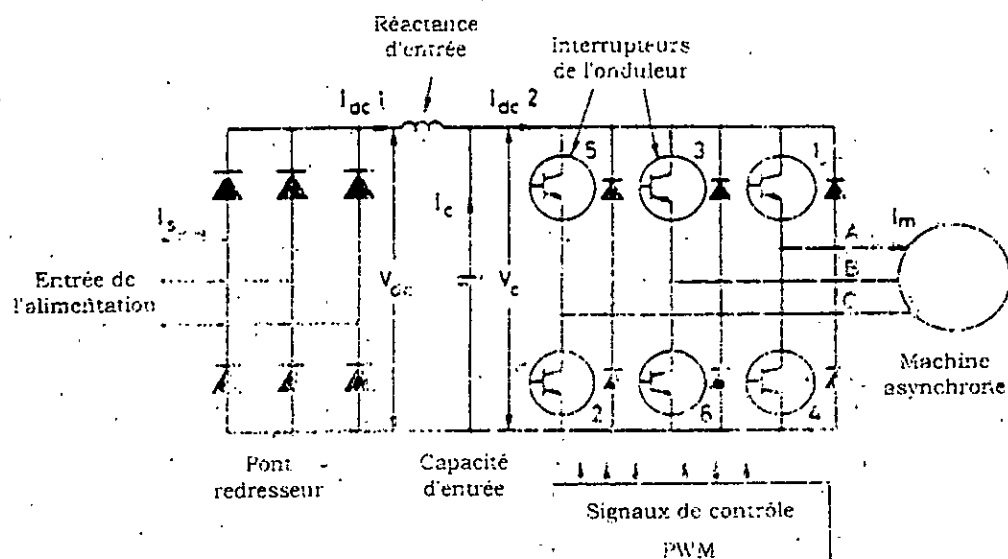 Réactance
d'entrée
Interrupteurs
de l'onduleur
I_dc 1
I_dc 2
5
3
1
I_s
I_c
A
I_m
B
C
Entrée de
l'alimentation
V_dc
V_c
2
6
4
Machine
asynchrone
Pont
redresseur
Capacité
d'entrée
Signaux de contrôle
PWM